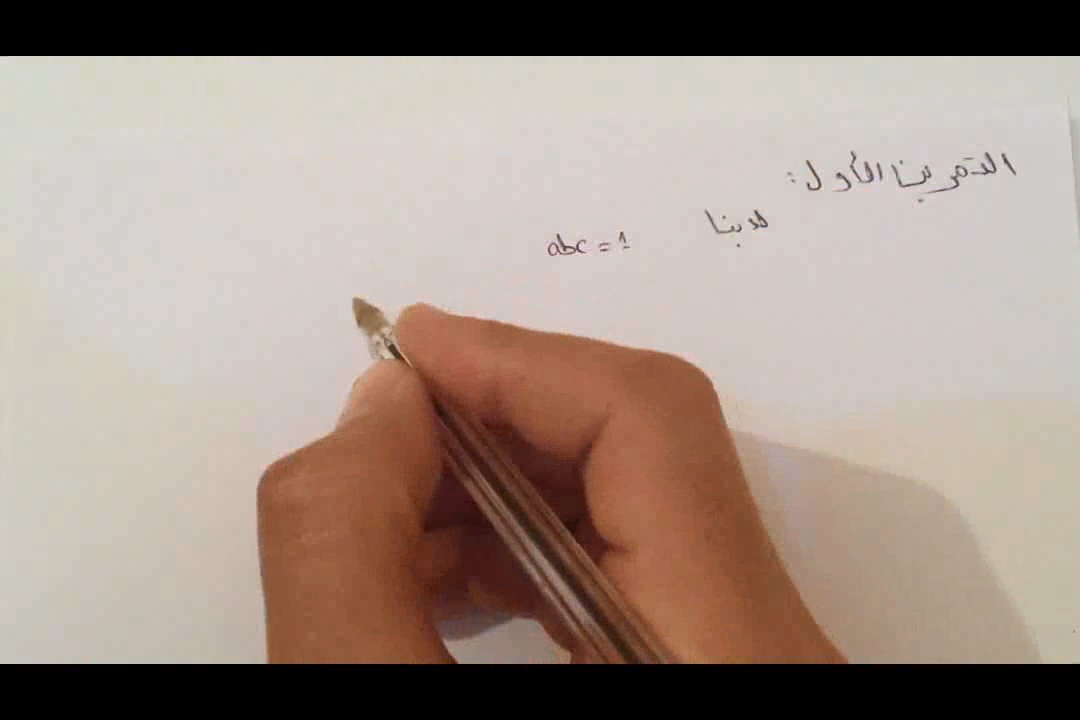 التمرين الأول:
لدينا abc = 1